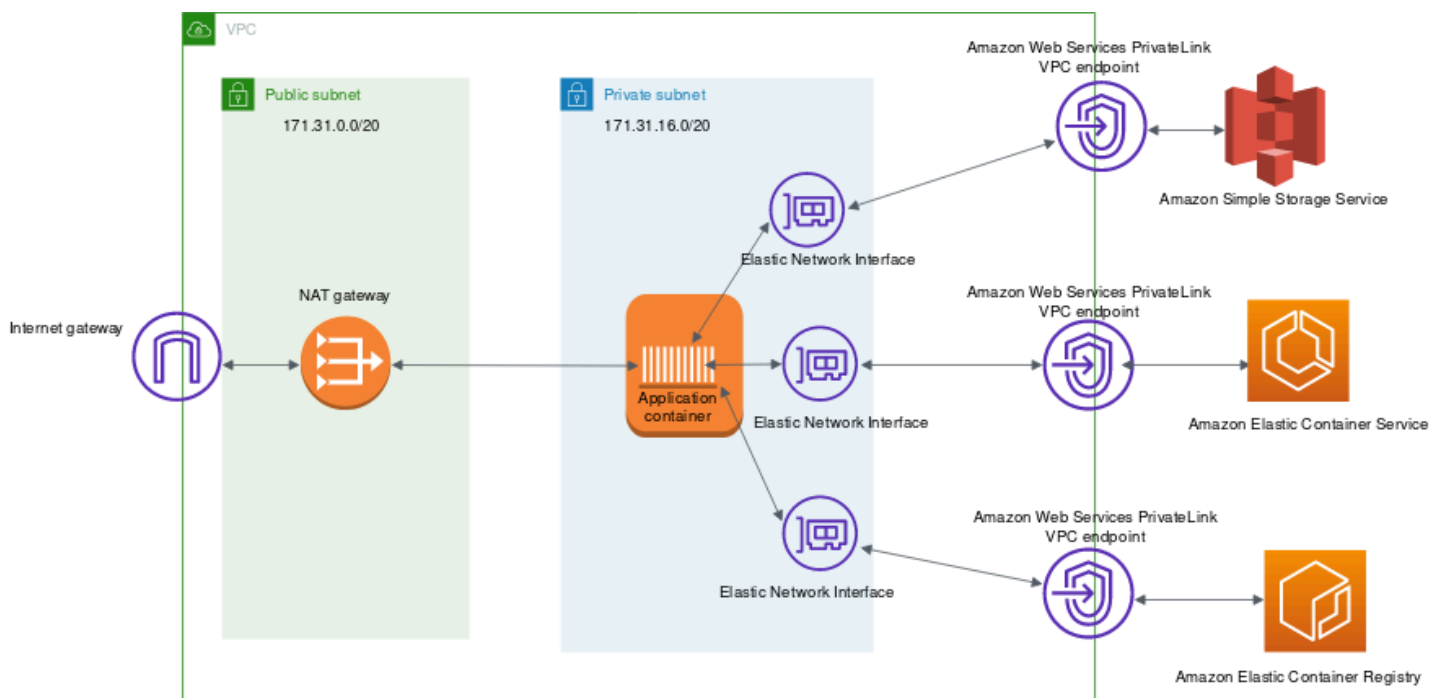 VPC
Amazon Web Services PrivateLink
VPC endpoint
Public subnet
171.31.0.0/20
Private subnet
171.31.16.0/20
Amazon Simple Storage Service
Elastic Network Interface
NAT gateway
Internet gateway
Amazon Web Services PrivateLink
VPC endpoint
Application
container
Elastic Network Interface
Amazon Elastic Container Service
Amazon Web Services PrivateLink
VPC endpoint
Elastic Network Interface
Amazon Elastic Container Registry